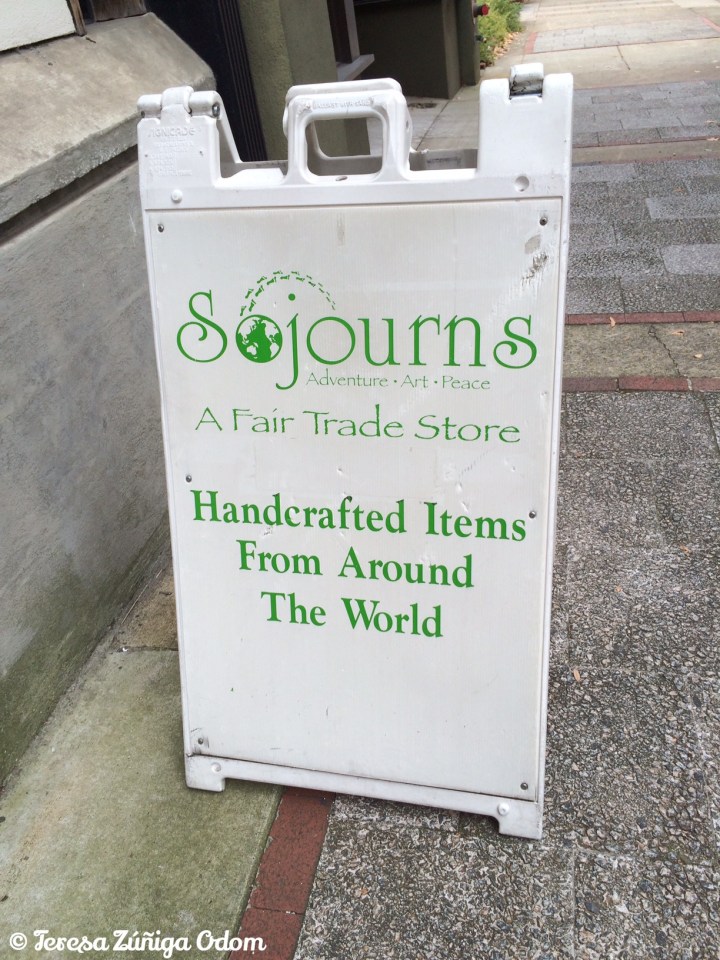 Sojourns
Adventure • Art • Peace
A Fair Trade Store
Handcrafted Items
From Around
The World
© Teresa Zúñiga Odom